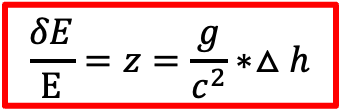 δE/E = z = g/c² * △ h